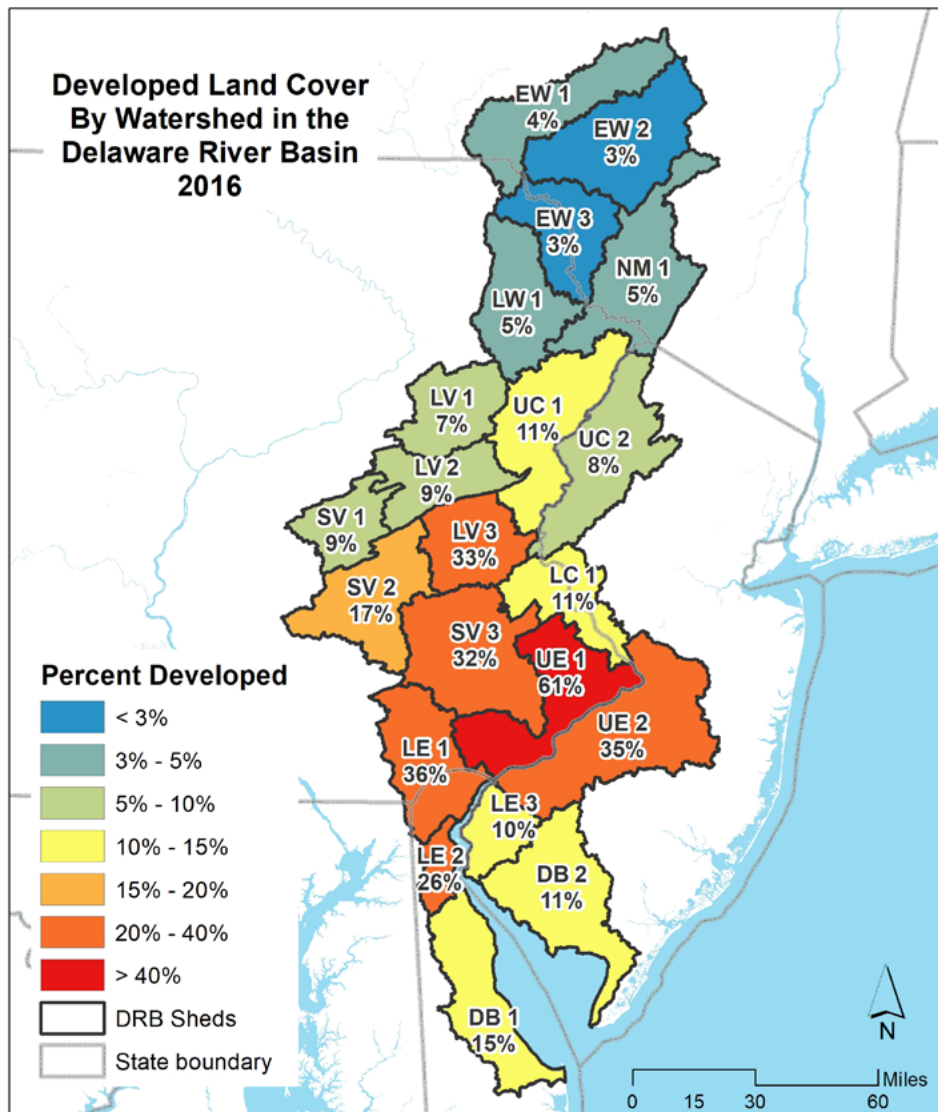 Developed Land Cover
By Watershed in the
Delaware River Basin
2016
EW 1
4%
EW 2
3%
EW 3
3%
NM 1
5%
LW 1
5%
LV 1
7%
UC 1
11%
UC 2
8%
LV 2
9%
SV 1
9%
LV 3
33%
LC 1
11%
SV 2
17%
SV 3
32%
UE 1
61%
UE 2
35%
LE 1
36%
LE 3
10%
LE 2
26%
DB 2
11%
DB 1
15%
Percent Developed
< 3%
3% - 5%
5% - 10%
10% - 15%
15% - 20%
20% - 40%
> 40%
DRB Sheds
State boundary
N
Miles
0 15 30 60